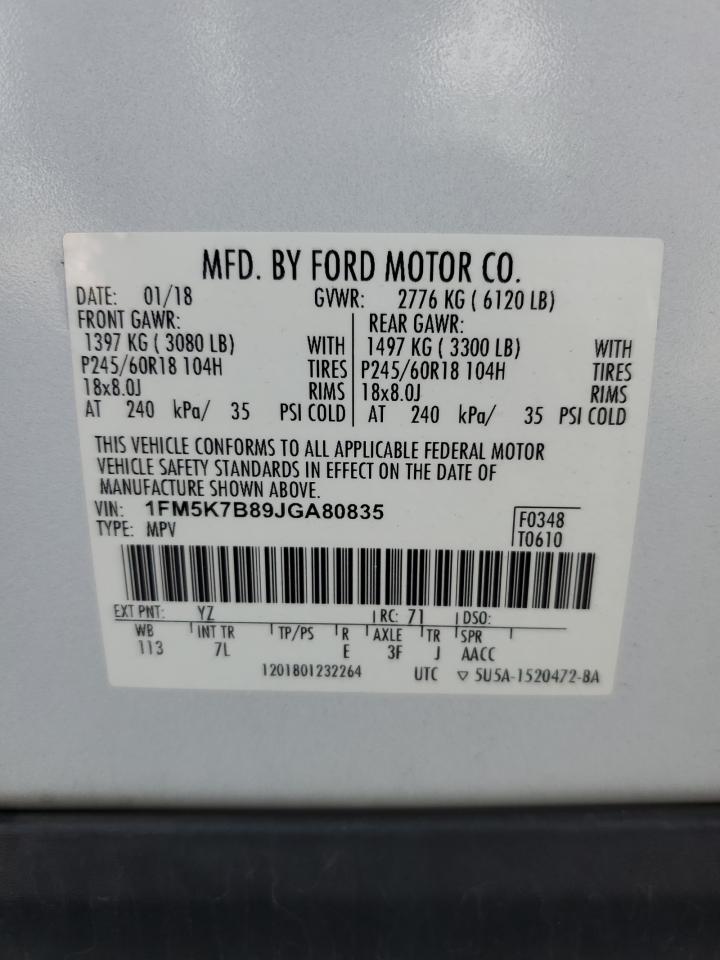 MFD. BY FORD MOTOR CO.
DATE: 01/18 GVWR: 2776 KG ( 6120 LB)
FRONT GAWR: REAR GAWR:
1397 KG ( 3080 LB) WITH 1497 KG ( 3300 LB) WITH
P245/60R18 104H TIRES P245/60R18 104H TIRES
18x8.0J RIMS 18x8.0J RIMS
AT 240 kPa/ 35 PSI COLD AT 240 kPa/ 35 PSI COLD
THIS VEHICLE CONFORMS TO ALL APPLICABLE FEDERAL MOTOR
VEHICLE SAFETY STANDARDS IN EFFECT ON THE DATE OF
MANUFACTURE SHOWN ABOVE.
VIN: 1FM5K7B89JGA80835 F0348
TYPE: MPV T0610
EXT PNT: YZ RC: 71 DSO:
WB INT TR TP/PS R AXLE TR SPR
113 7L E 3F J AACC
1201801232264 UTC ▽ 5U5A-1520472-BA